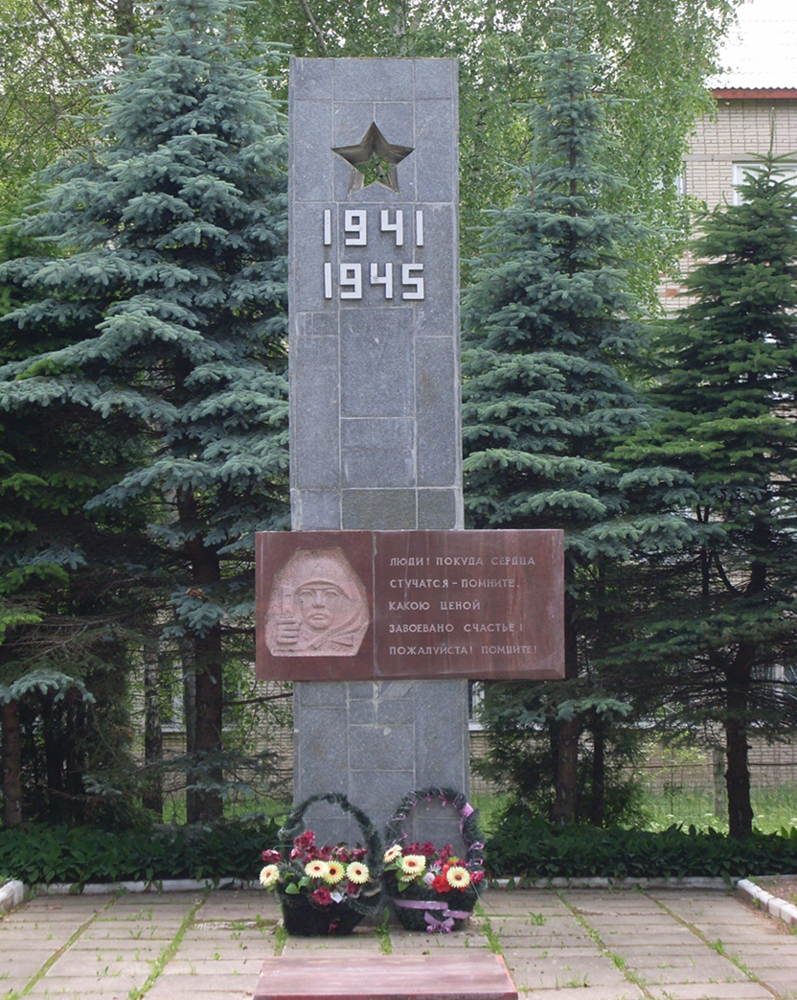 1941
1945
ЛЮДИ! ПОКУДА СЕРДЦА
СТУЧАТСЯ - ПОМНИТЕ,
КАКОЮ ЦЕНОЙ
ЗАВОЕВАНО СЧАСТЬЕ!
ПОЖАЛУЙСТА! ПОМНИТЕ!